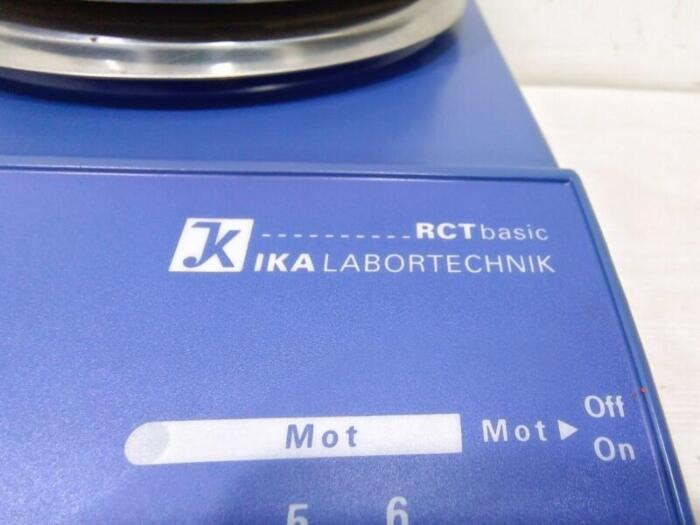 RCT basic
IKA LABORTECHNIK
Mot
Mot ▶ Off
On
5 6